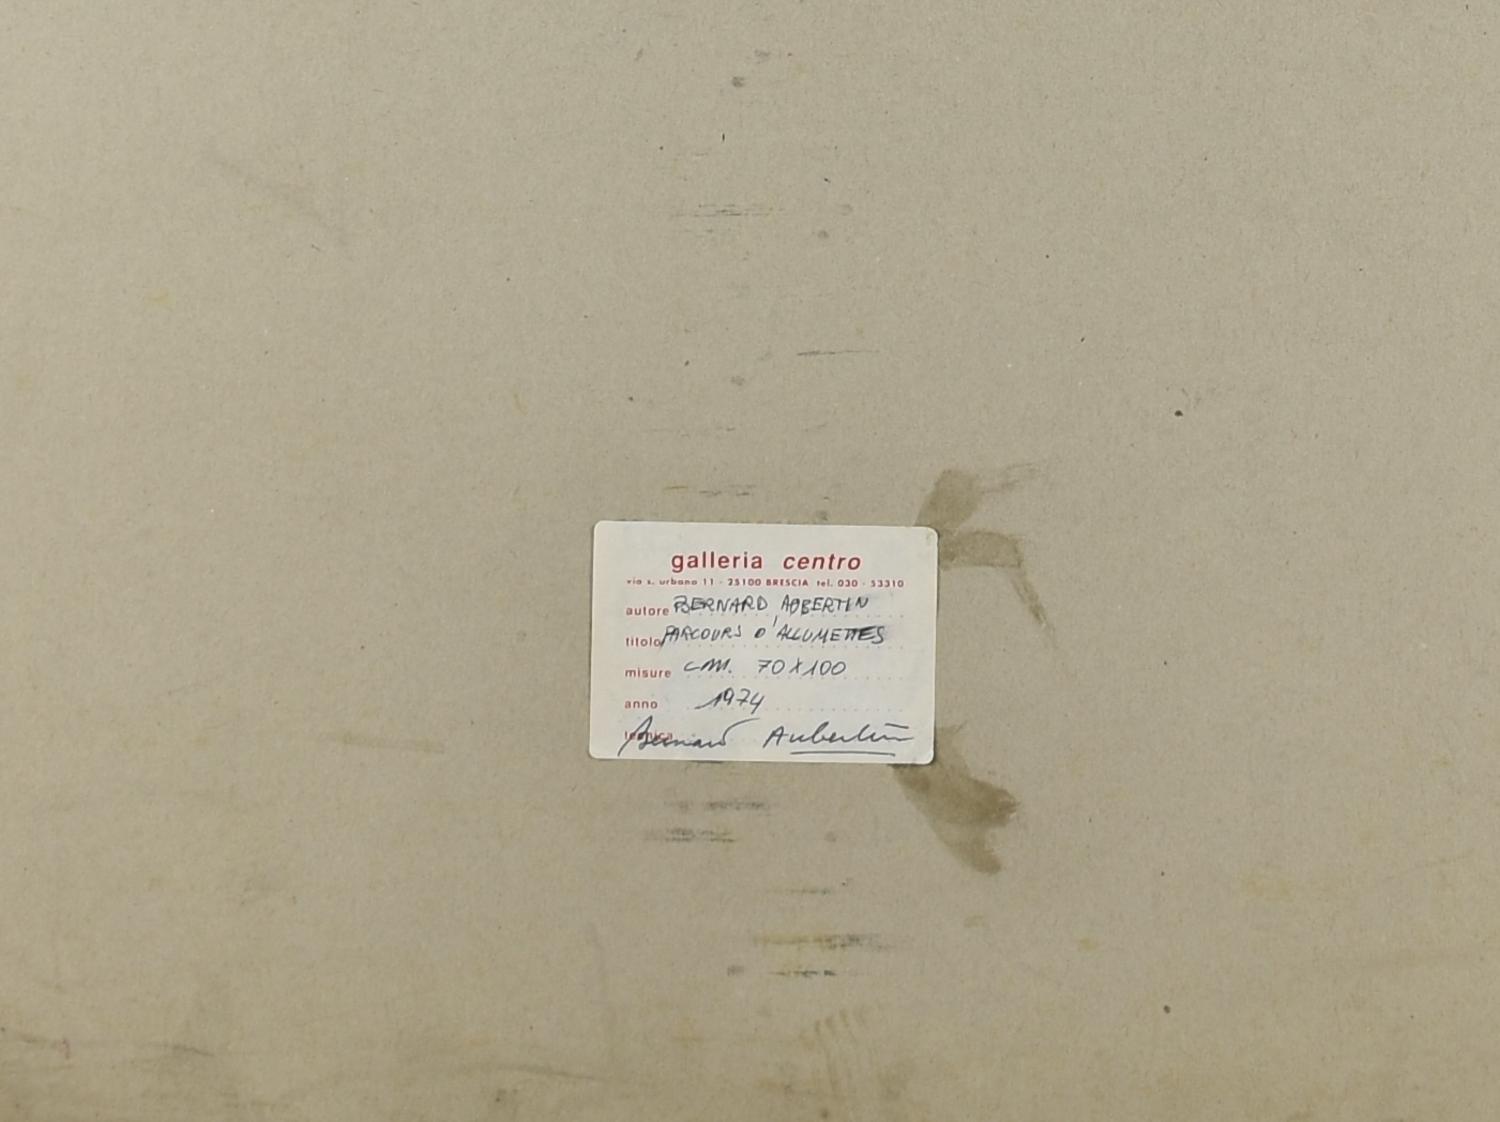 galleria centro
via s. urbano 11 - 25100 BRESCIA tel. 030 - 53310
autore BERNARD AUBERTIN
titolo PARCOURS D'ALLUMETTES
misure cm. 70 X 100
anno 1974
tecnica Bernard Aubertin